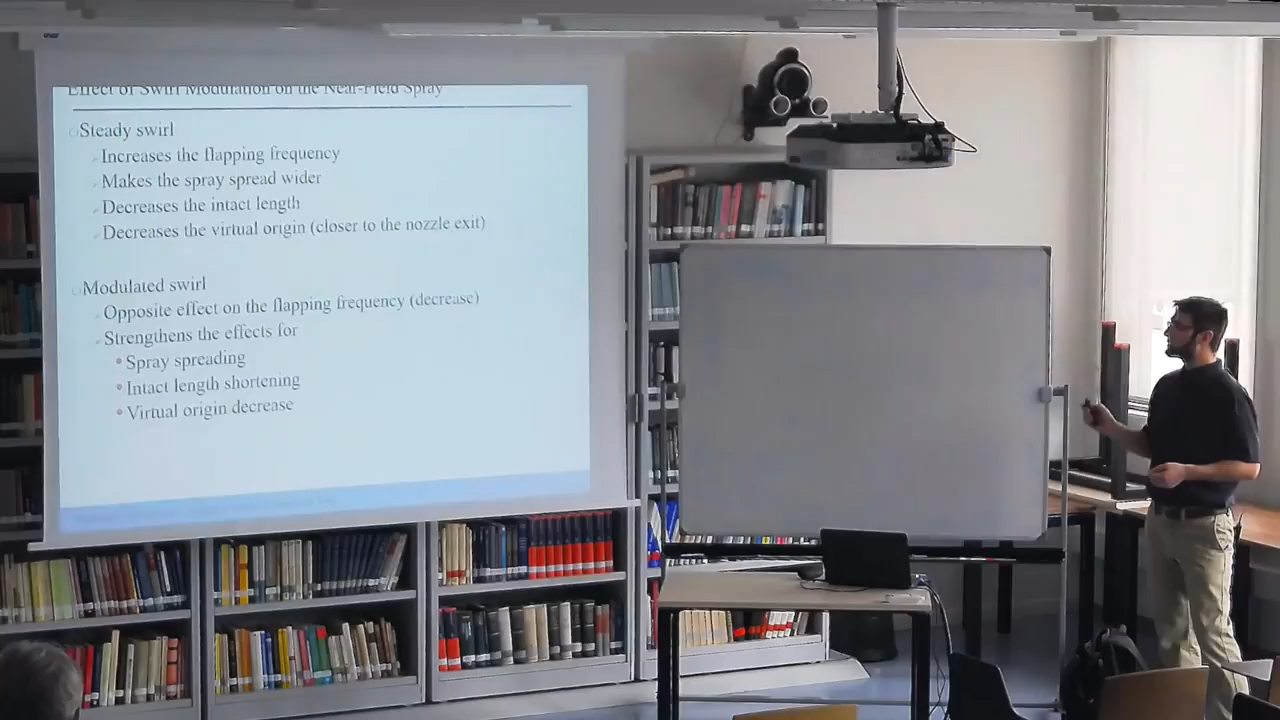 Effect of Swirl Modulation on the Near-Field Spray
Steady swirl
Increases the flapping frequency
Makes the spray spread wider
Decreases the intact length
Decreases the virtual origin (closer to the nozzle exit)
Modulated swirl
Opposite effect on the flapping frequency (decrease)
Strengthens the effects for
Spray spreading
Intact length shortening
Virtual origin decrease